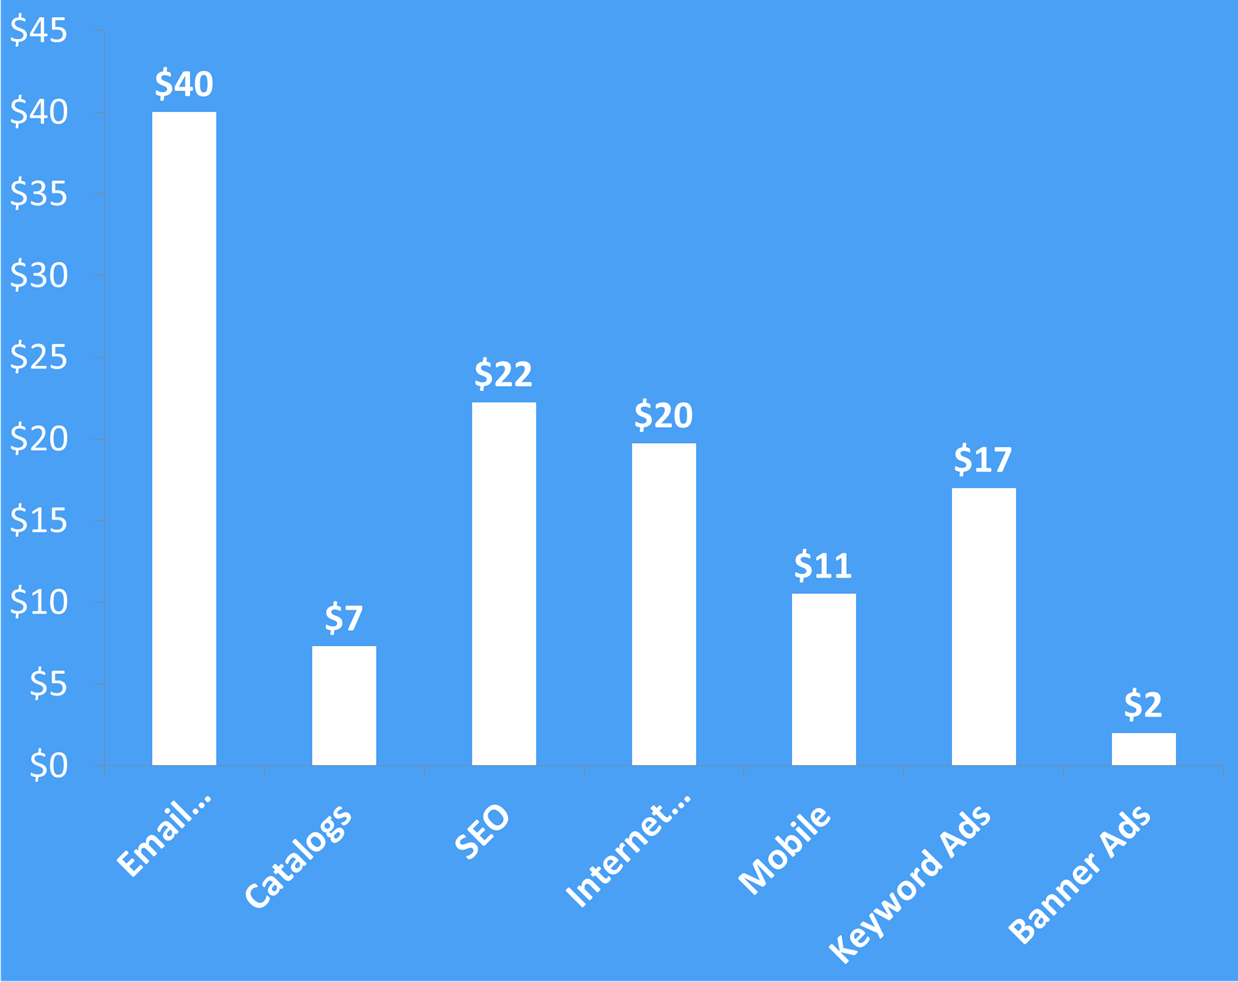 $45
$40
$35
$30
$25
$20
$15
$10
$5
$0
$40
$7
$22
$20
$11
$17
$2
Email...
Catalogs
SEO
Internet...
Mobile
Keyword Ads
Banner Ads